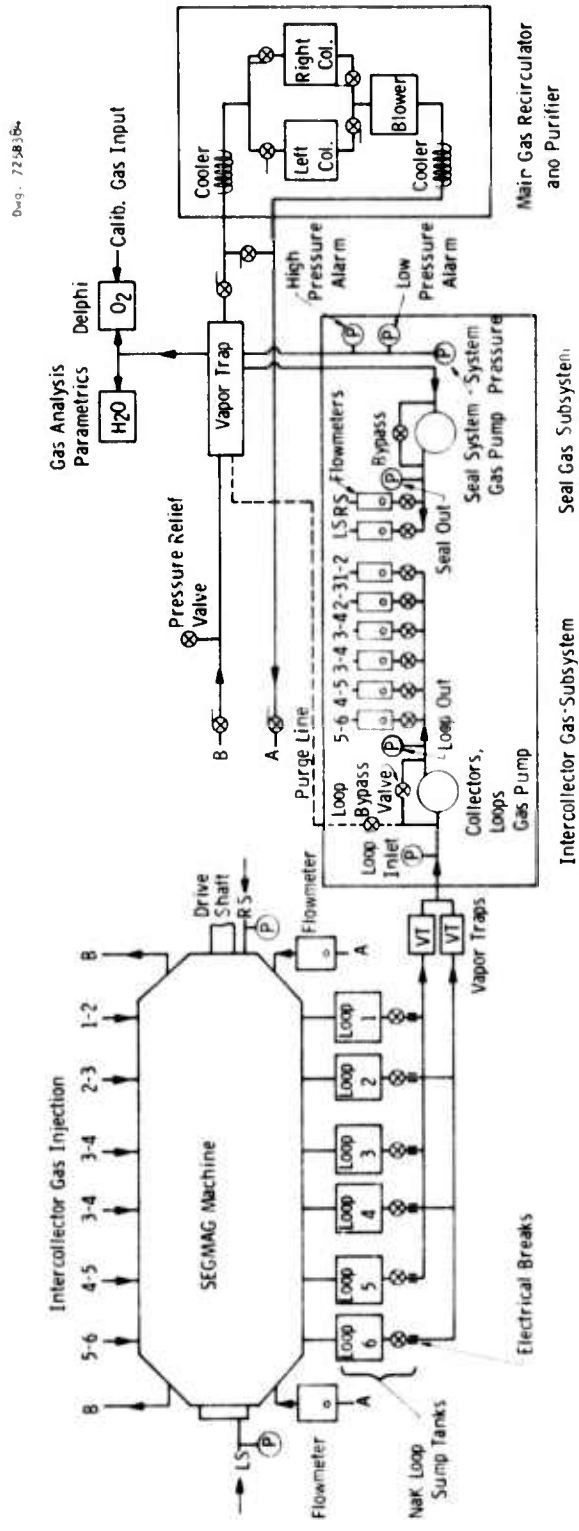 Dwg. 7258384
Intercollector Gas Injection
5-6
4-5
3-4
3-4
2-3
1-2
B
B
SEGMAG Machine
Drive
Shaft
RS
P
LS
P
Flowmeter
A
Flowmeter
A
Loop
6
Loop
5
Loop
4
Loop
3
Loop
2
Loop
1
NaK Loop
Sump Tanks
Electrical Breaks
VT
VT
Vapor Traps
B
A
Pressure Relief
Valve
Purge Line
Gas Analysis
Parametrics
Delphi
H2O
O2
Calib. Gas Input
Vapor Trap
Cooler
Left
Col.
Right
Col.
Blower
Cooler
Main Gas Recirculator
and Purifier
High
Pressure
Alarm
Low
Pressure
Alarm
P
P
P
System
Pressure
Loop
Bypass
Valve
Loop
Inlet
P
Collectors,
Loops
Gas Pump
P
Loop Out
5-6
4-5
3-4
3-4
2-3
1-2
LS
RS
Flowmeters
P
Bypass
Seal Out
Seal System
Gas Pump
Intercollector Gas-Subsystem
Seal Gas Subsystem